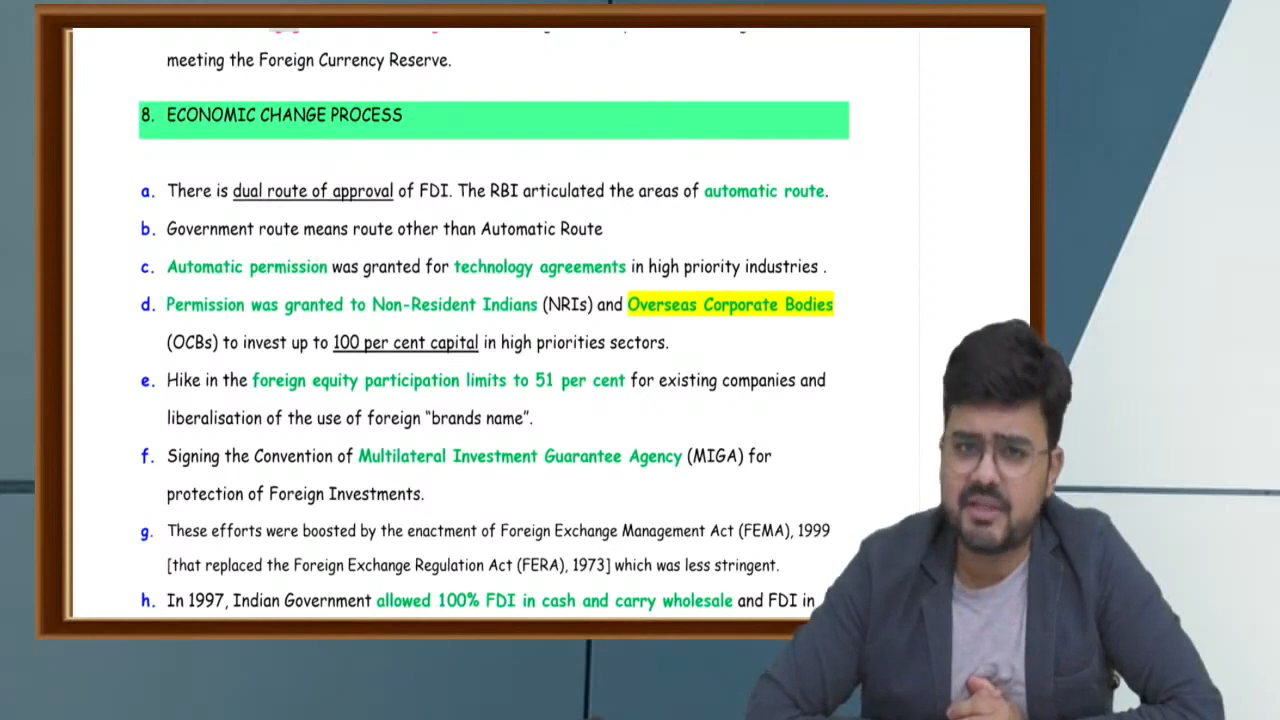 meeting the Foreign Currency Reserve.
8. ECONOMIC CHANGE PROCESS
a. There is dual route of approval of FDI. The RBI articulated the areas of automatic route.
b. Government route means route other than Automatic Route
c. Automatic permission was granted for technology agreements in high priority industries .
d. Permission was granted to Non-Resident Indians (NRIs) and Overseas Corporate Bodies
(OCBs) to invest up to 100 per cent capital in high priorities sectors.
e. Hike in the foreign equity participation limits to 51 per cent for existing companies and
liberalisation of the use of foreign “brands name”.
f. Signing the Convention of Multilateral Investment Guarantee Agency (MIGA) for
protection of Foreign Investments.
g. These efforts were boosted by the enactment of Foreign Exchange Management Act (FEMA), 1999
[that replaced the Foreign Exchange Regulation Act (FERA), 1973] which was less stringent.
h. In 1997, Indian Government allowed 100% FDI in cash and carry wholesale and FDI in